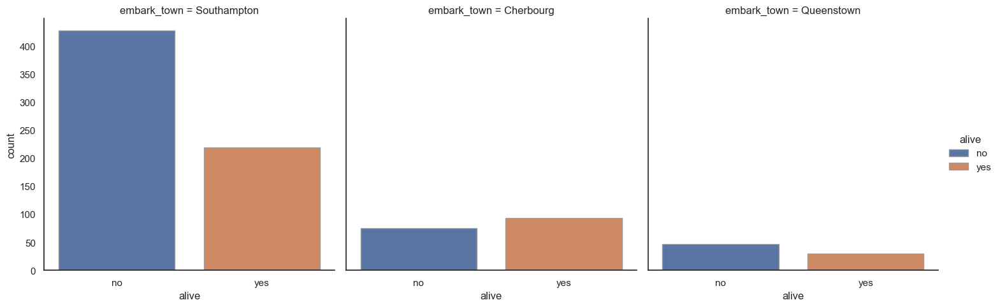 embark_town = Southampton
embark_town = Cherbourg
embark_town = Queenstown
400
350
300
250
200
150
100
50
0
count
no
yes
alive
no
yes
alive
no
yes
alive
alive
no
yes